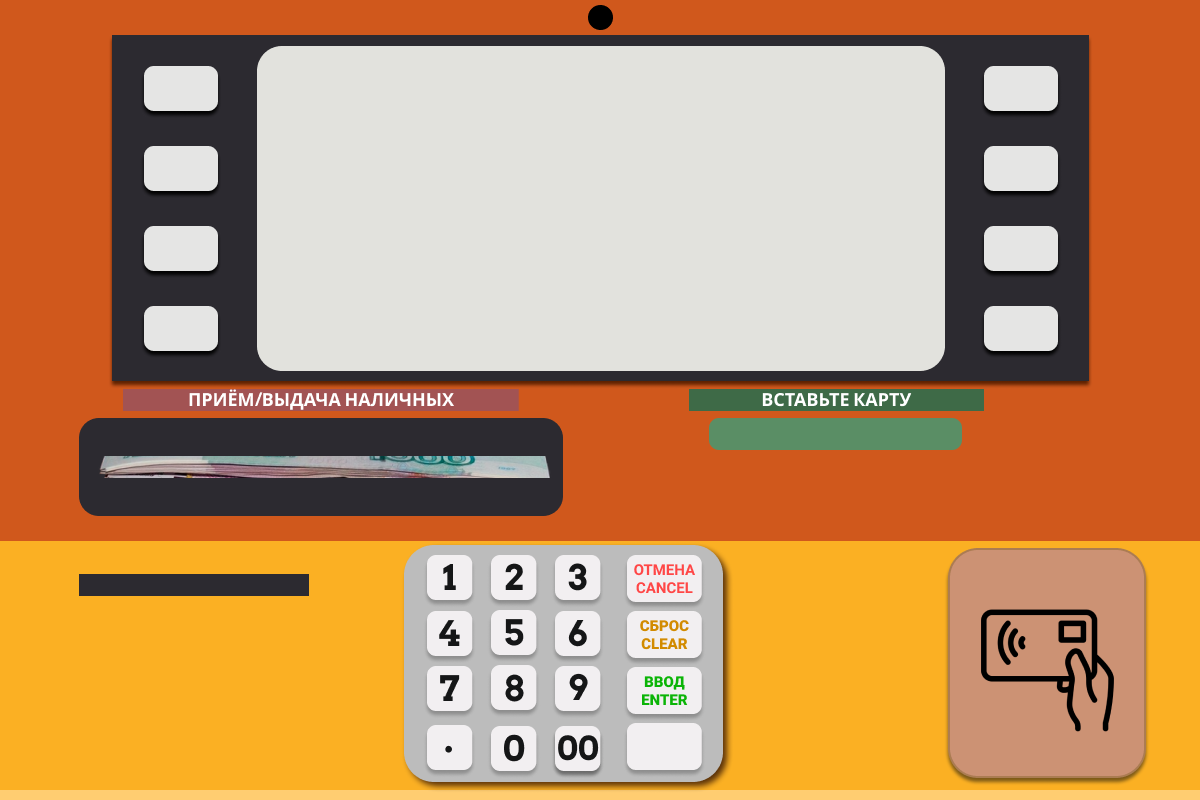 ПРИЁМ/ВЫДАЧА НАЛИЧНЫХ
ВСТАВЬТЕ КАРТУ
1 2 3 ОТМЕНА
CANCEL
4 5 6 СБРОС
CLEAR
7 8 9 ВВОД
ENTER
· 0 00